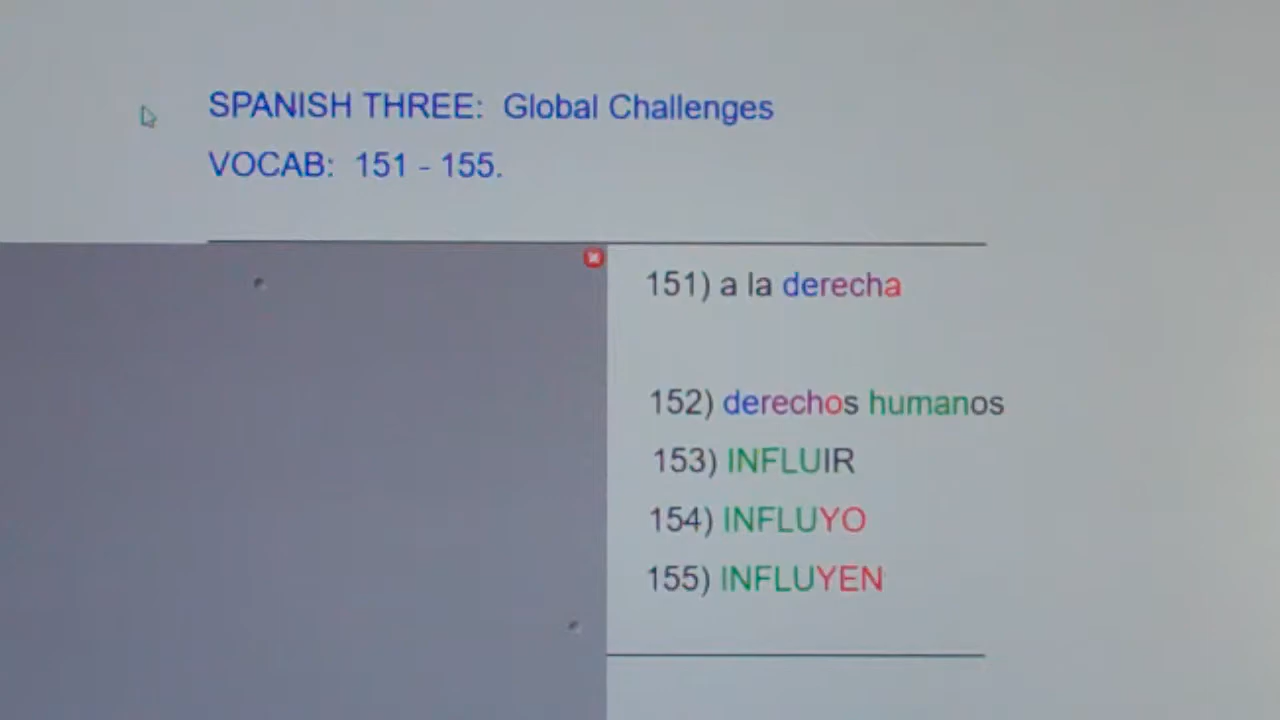 SPANISH THREE: Global Challenges
VOCAB: 151 - 155.
151) a la derecha
152) derechos humanos
153) INFLUIR
154) INFLUYO
155) INFLUYEN